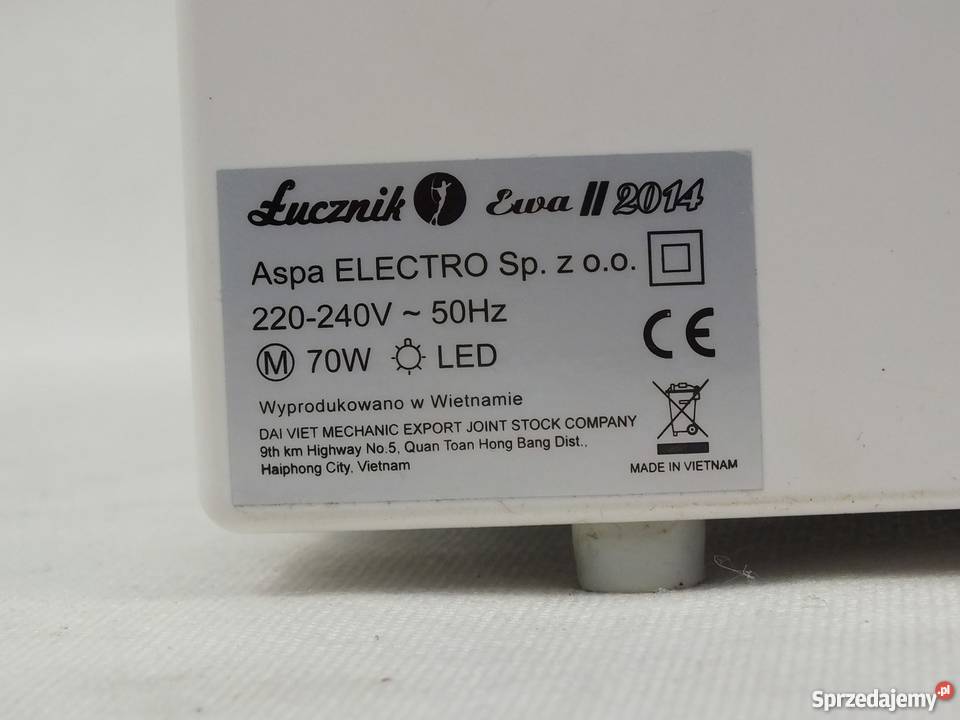 Łucznik Ewa II 2014
Aspa ELECTRO Sp. z o.o.
220-240V ~ 50Hz
CE
M 70W LED
Wyprodukowano w Wietnamie
DAI VIET MECHANIC EXPORT JOINT STOCK COMPANY
9th km Highway No.5, Quan Toan Hong Bang Dist.,
Haiphong City, Vietnam
MADE IN VIETNAM
Sprzedajemy.pl